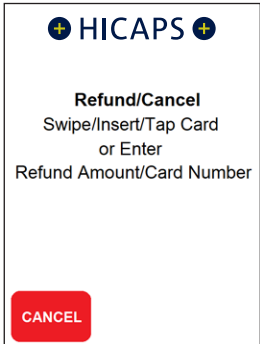 HICAPS
Refund/Cancel
Swipe/Insert/Tap Card
or Enter
Refund Amount/Card Number
CANCEL